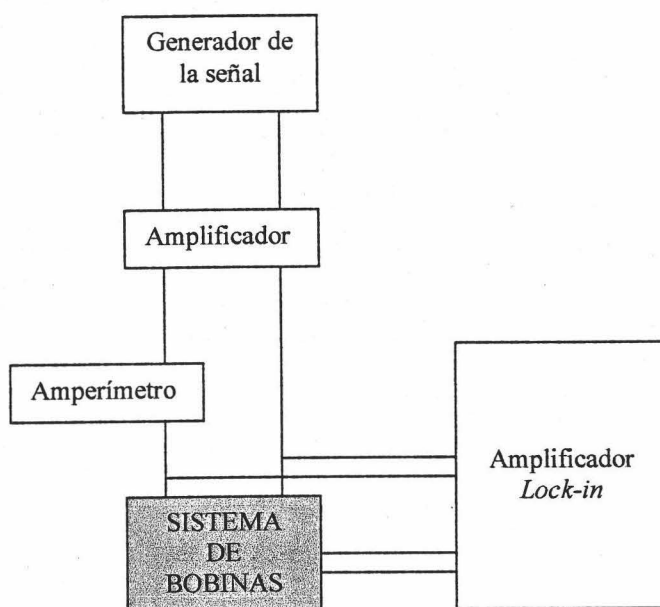 Generador de
la señal
Amplificador
Amperímetro
Amplificador
Lock-in
SISTEMA
DE
BOBINAS